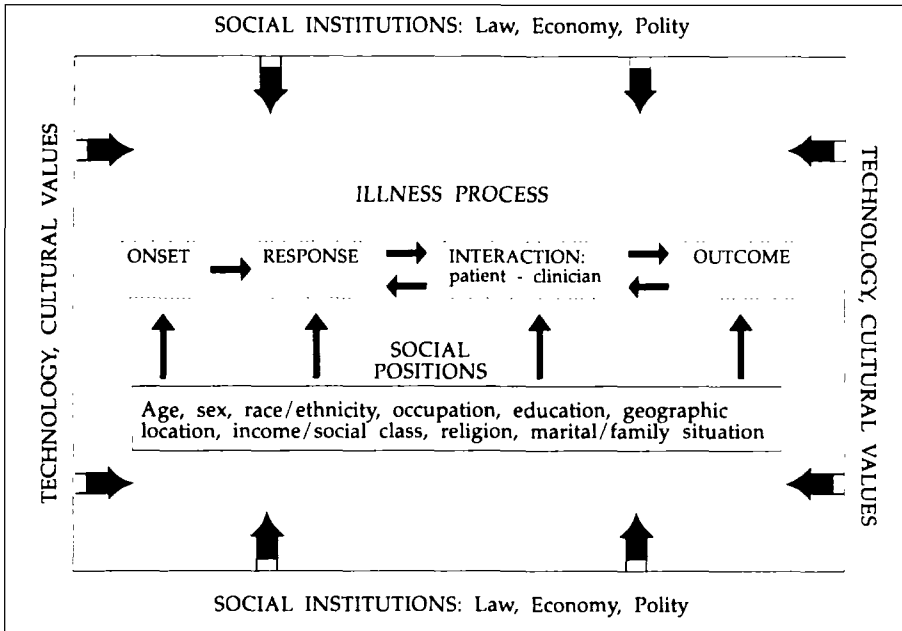 SOCIAL INSTITUTIONS: Law, Economy, Polity
TECHNOLOGY, CULTURAL VALUES
TECHNOLOGY, CULTURAL VALUES
ILLNESS PROCESS
ONSET
RESPONSE
INTERACTION:
patient - clinician
OUTCOME
SOCIAL
POSITIONS
Age, sex, race/ethnicity, occupation, education, geographic
location, income/social class, religion, marital/family situation
SOCIAL INSTITUTIONS: Law, Economy, Polity